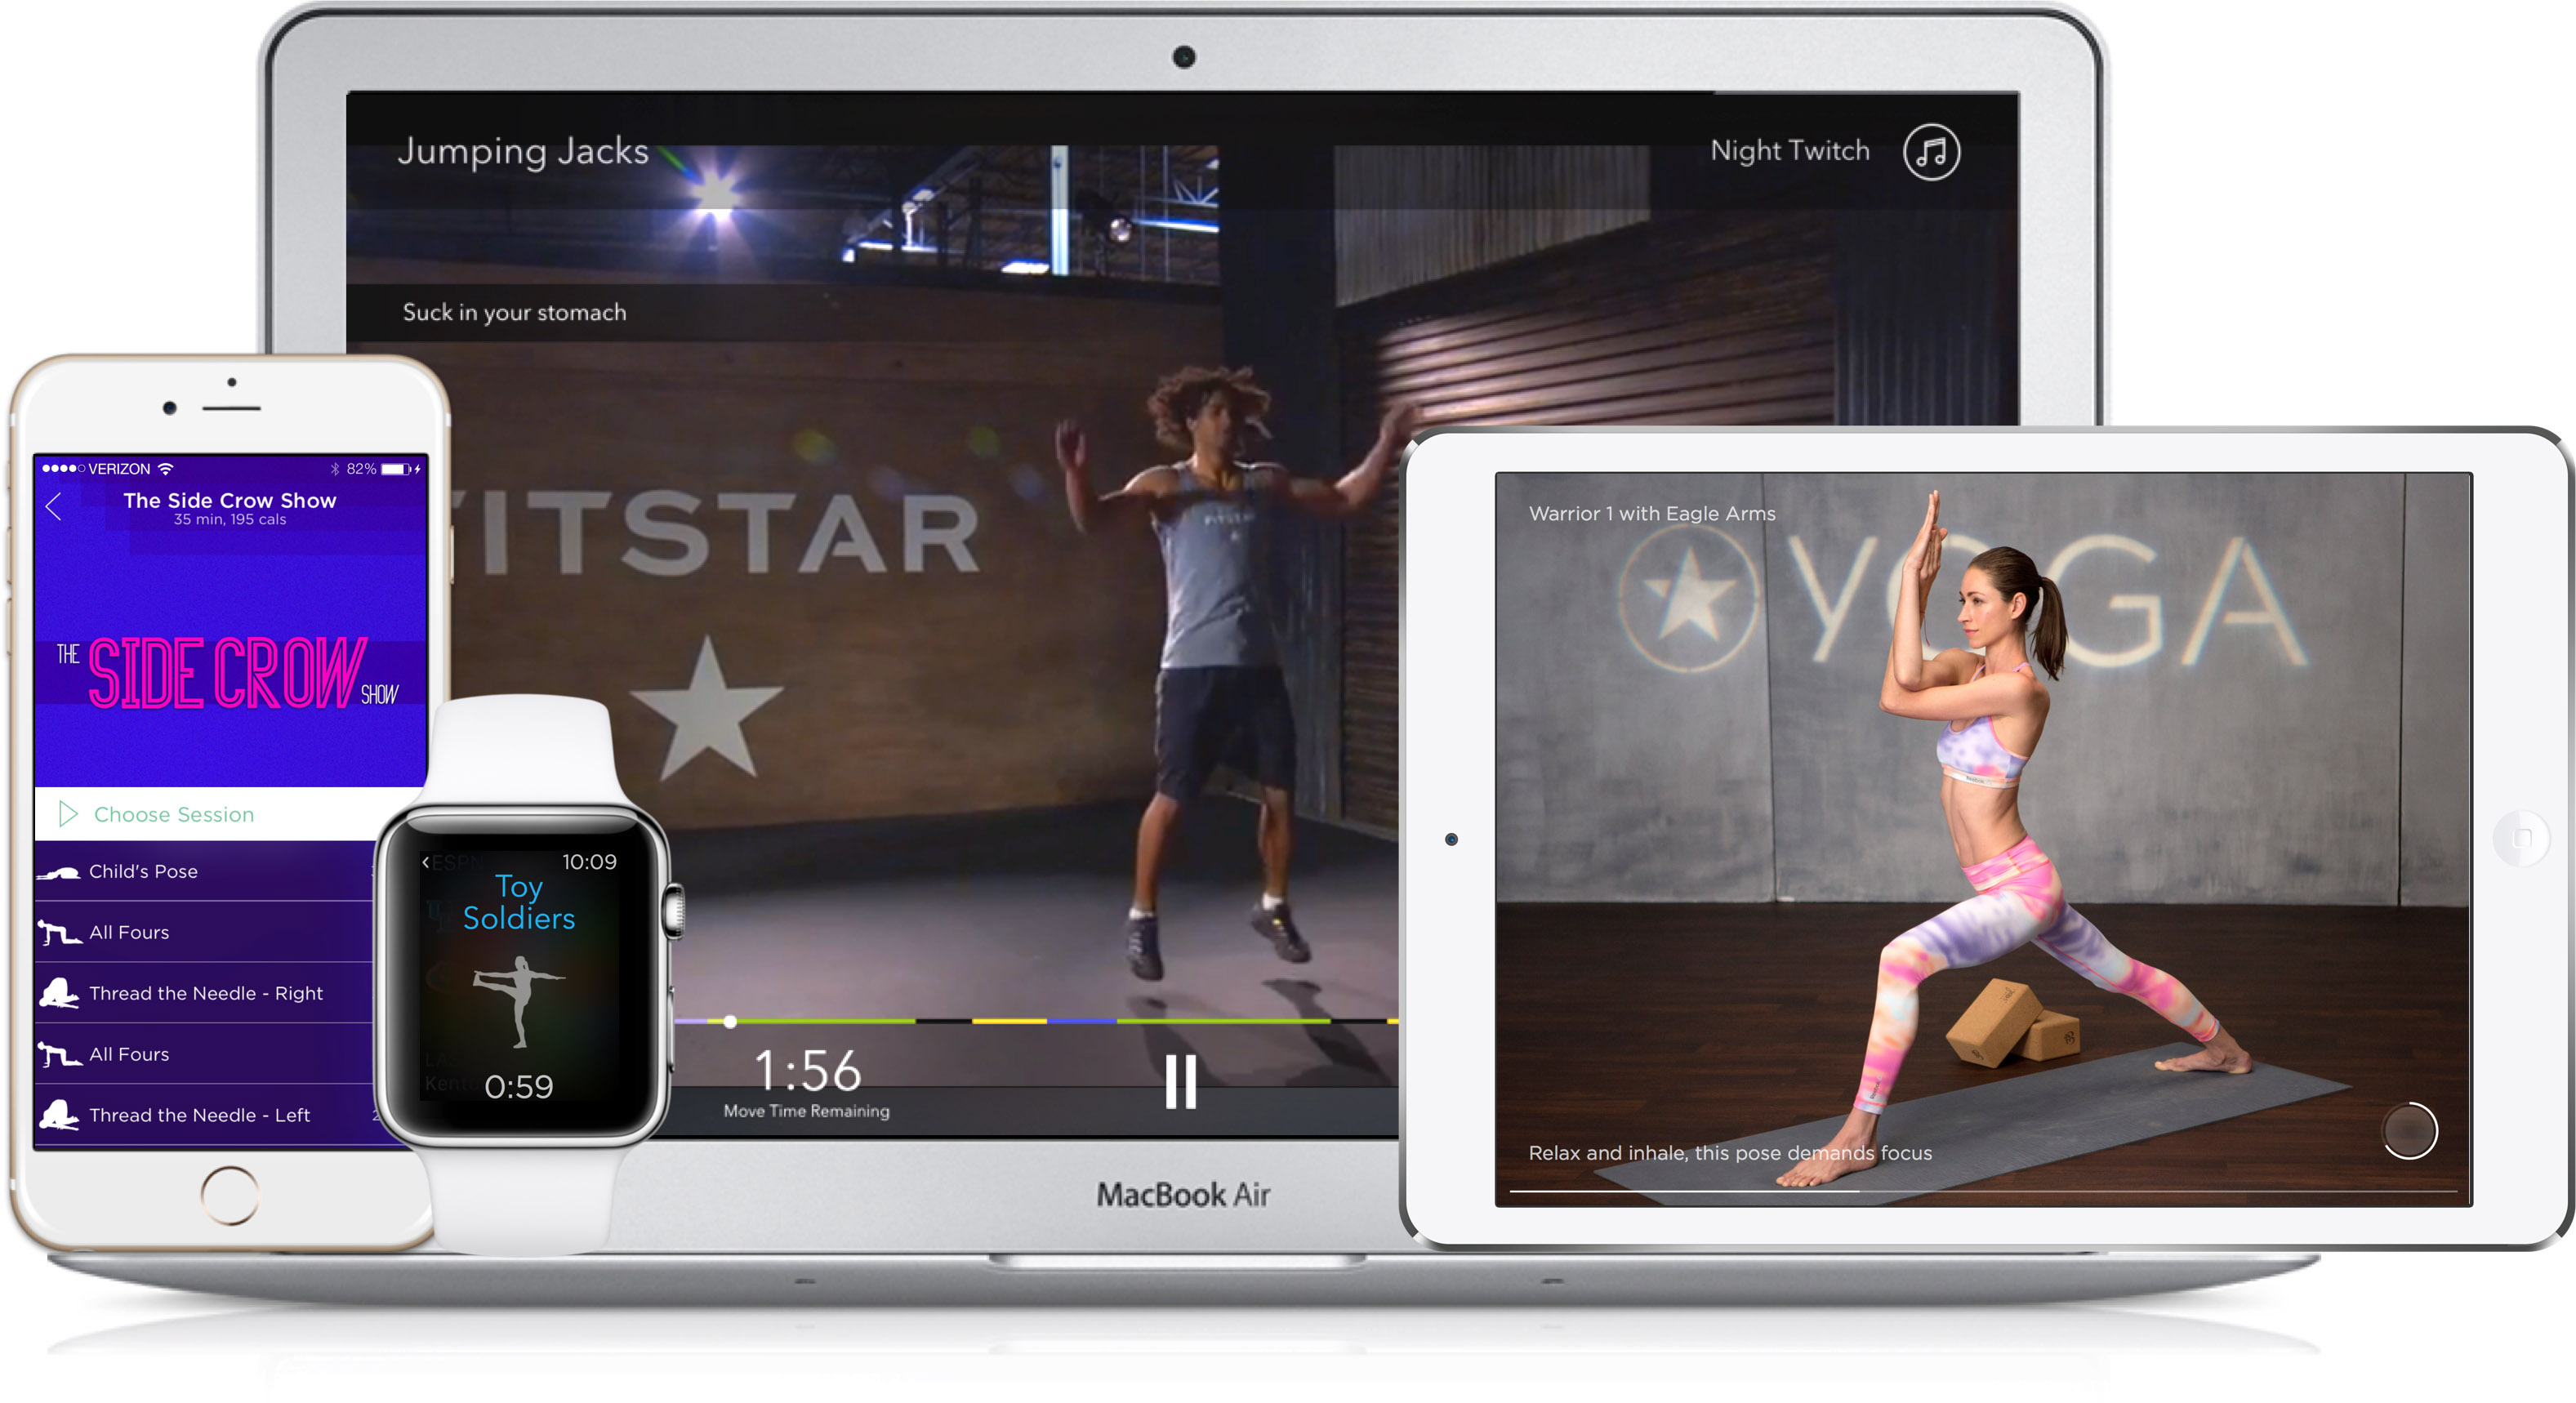 Jumping Jacks
Night Twitch
Suck in your stomach
FITSTAR
FITSTAR
1:56
Move Time Remaining
MacBook Air
VERIZON
82%
The Side Crow Show
35 min, 195 cals
THE SIDE CROW SHOW
Choose Session
Child's Pose
All Fours
Thread the Needle - Right
All Fours
Thread the Needle - Left
ESPN
10:09
Toy
Soldiers
0:59
Warrior 1 with Eagle Arms
YOGA
Relax and inhale, this pose demands focus